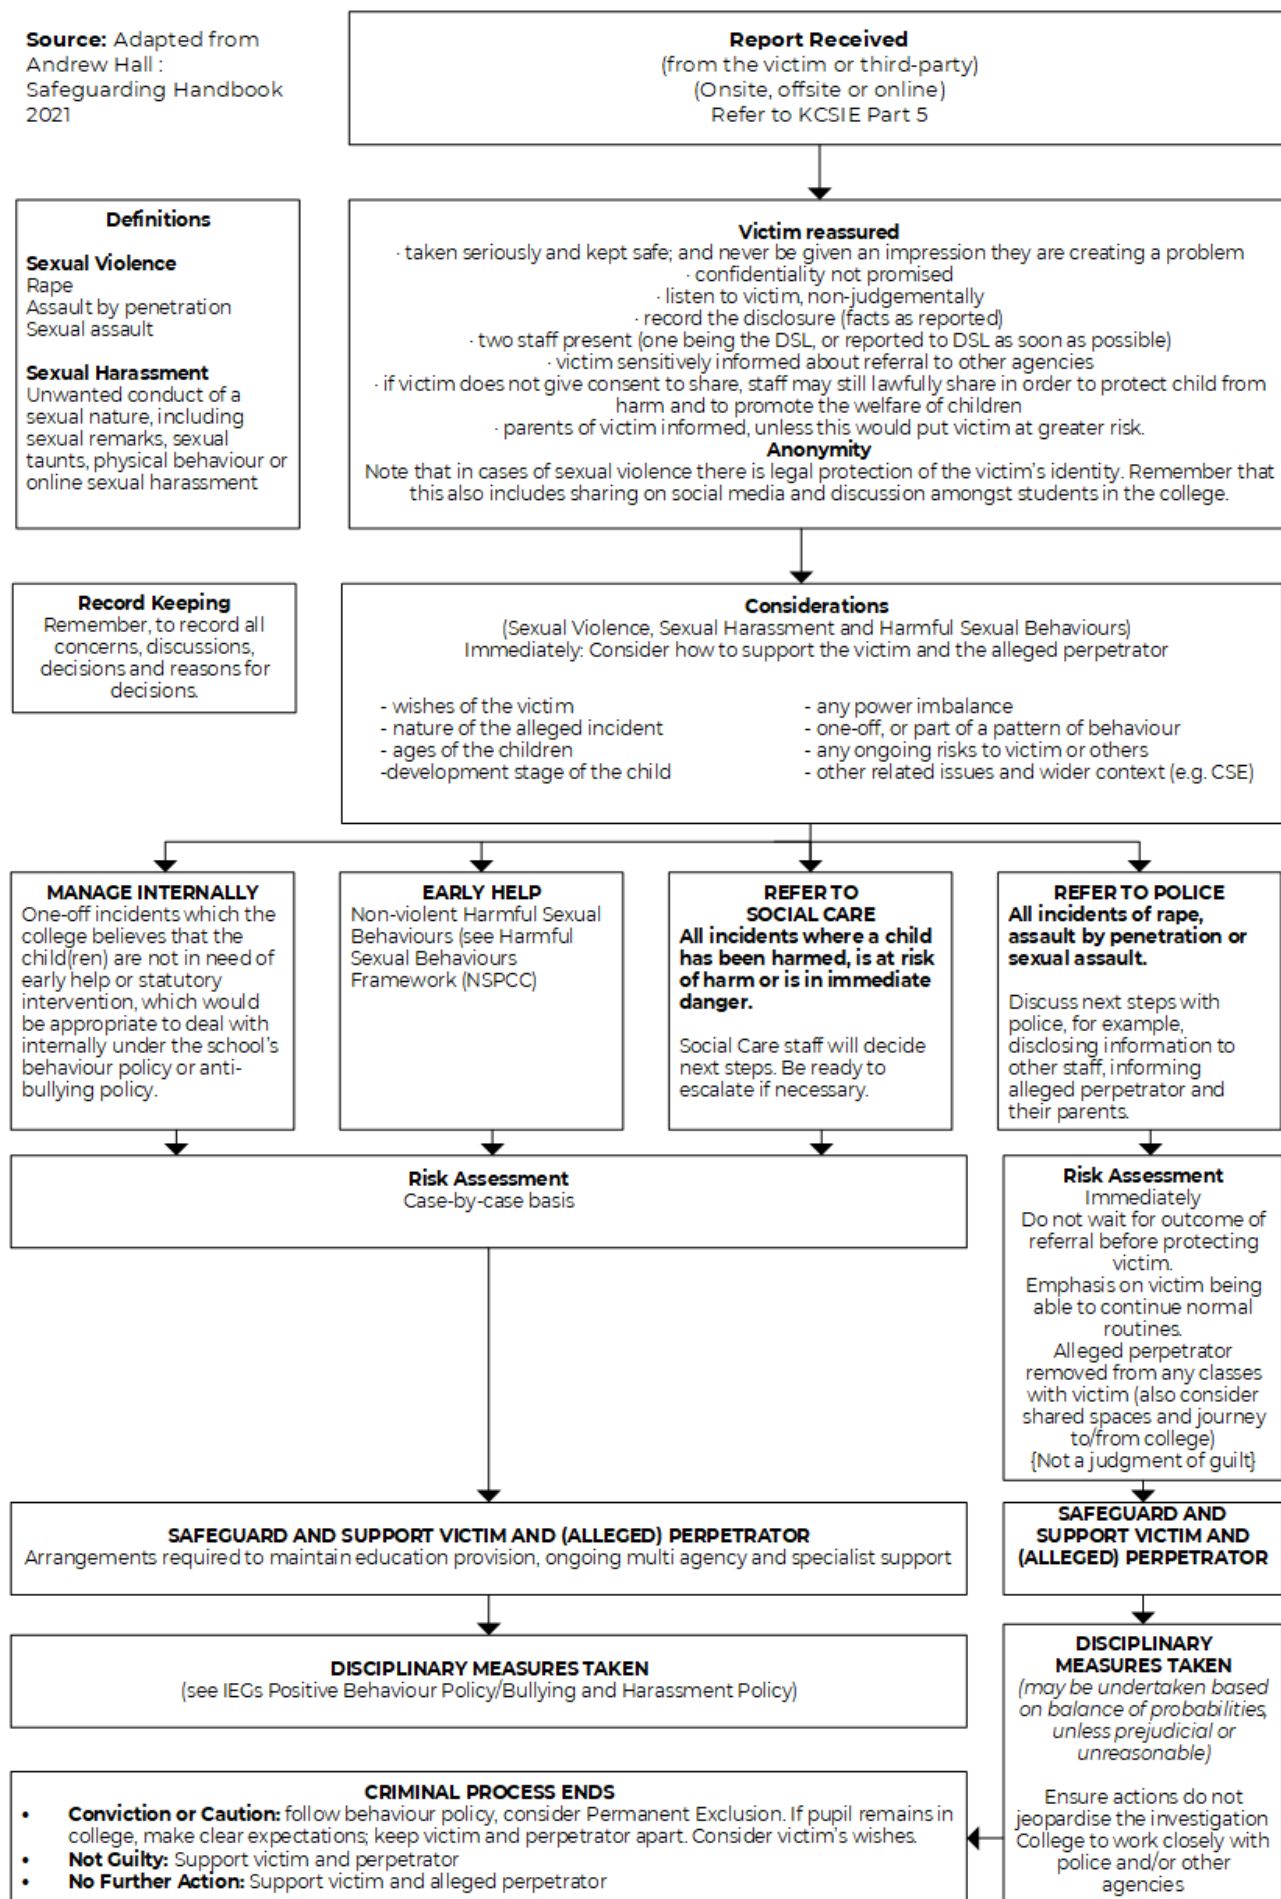 Source: Adapted from
Andrew Hall :
Safeguarding Handbook
2021
Report Received
(from the victim or third-party)
(Onsite, offsite or online)
Refer to KCSIE Part 5
Definitions
Sexual Violence
Rape
Assault by penetration
Sexual assault
Sexual Harassment
Unwanted conduct of a
sexual nature, including
sexual remarks, sexual
taunts, physical behaviour or
online sexual harassment
Victim reassured
· taken seriously and kept safe; and never be given an impression they are creating a problem
· confidentiality not promised
· listen to victim, non-judgementally
· record the disclosure (facts as reported)
· two staff present (one being the DSL, or reported to DSL as soon as possible)
· victim sensitively informed about referral to other agencies
· if victim does not give consent to share, staff may still lawfully share in order to protect child from
harm and to promote the welfare of children
· parents of victim informed, unless this would put victim at greater risk.
Anonymity
Note that in cases of sexual violence there is legal protection of the victim's identity. Remember that
this also includes sharing on social media and discussion amongst students in the college.
Record Keeping
Remember, to record all
concerns, discussions,
decisions and reasons for
decisions.
Considerations
(Sexual Violence, Sexual Harassment and Harmful Sexual Behaviours)
Immediately: Consider how to support the victim and the alleged perpetrator
- wishes of the victim
- nature of the alleged incident
- ages of the children
-development stage of the child
- any power imbalance
- one-off, or part of a pattern of behaviour
- any ongoing risks to victim or others
- other related issues and wider context (e.g. CSE)
MANAGE INTERNALLY
One-off incidents which the
college believes that the
child(ren) are not in need of
early help or statutory
intervention, which would
be appropriate to deal with
internally under the school's
behaviour policy or anti-
bullying policy.
EARLY HELP
Non-violent Harmful Sexual
Behaviours (see Harmful
Sexual Behaviours
Framework (NSPCC)
REFER TO
SOCIAL CARE
All incidents where a child
has been harmed, is at risk
of harm or is in immediate
danger.
Social Care staff will decide
next steps. Be ready to
escalate if necessary.
REFER TO POLICE
All incidents of rape,
assault by penetration or
sexual assault.
Discuss next steps with
police, for example,
disclosing information to
other staff, informing
alleged perpetrator and
their parents.
Risk Assessment
Case-by-case basis
Risk Assessment
Immediately
Do not wait for outcome of
referral before protecting
victim.
Emphasis on victim being
able to continue normal
routines.
Alleged perpetrator
removed from any classes
with victim (also consider
shared spaces and journey
to/from college)
{Not a judgment of guilt}
SAFEGUARD AND SUPPORT VICTIM AND (ALLEGED) PERPETRATOR
Arrangements required to maintain education provision, ongoing multi agency and specialist support
SAFEGUARD AND
SUPPORT VICTIM AND
(ALLEGED) PERPETRATOR
DISCIPLINARY MEASURES TAKEN
(see IEGs Positive Behaviour Policy/Bullying and Harassment Policy)
DISCIPLINARY
MEASURES TAKEN
(may be undertaken based
on balance of probabilities,
unless prejudicial or
unreasonable)
Ensure actions do not
jeopardise the investigation
College to work closely with
police and/or other
agencies
CRIMINAL PROCESS ENDS
• Conviction or Caution: follow behaviour policy, consider Permanent Exclusion. If pupil remains in
college, make clear expectations; keep victim and perpetrator apart. Consider victim's wishes.
• Not Guilty: Support victim and perpetrator
• No Further Action: Support victim and alleged perpetrator